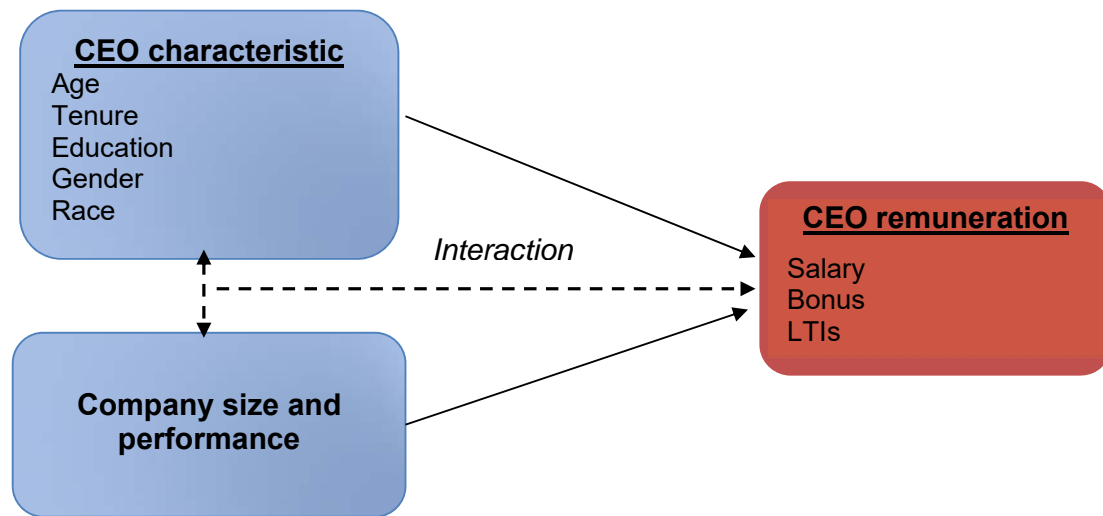 CEO characteristic
Age
Tenure
Education
Gender
Race
Interaction
CEO remuneration
Salary
Bonus
LTIs
Company size and
performance